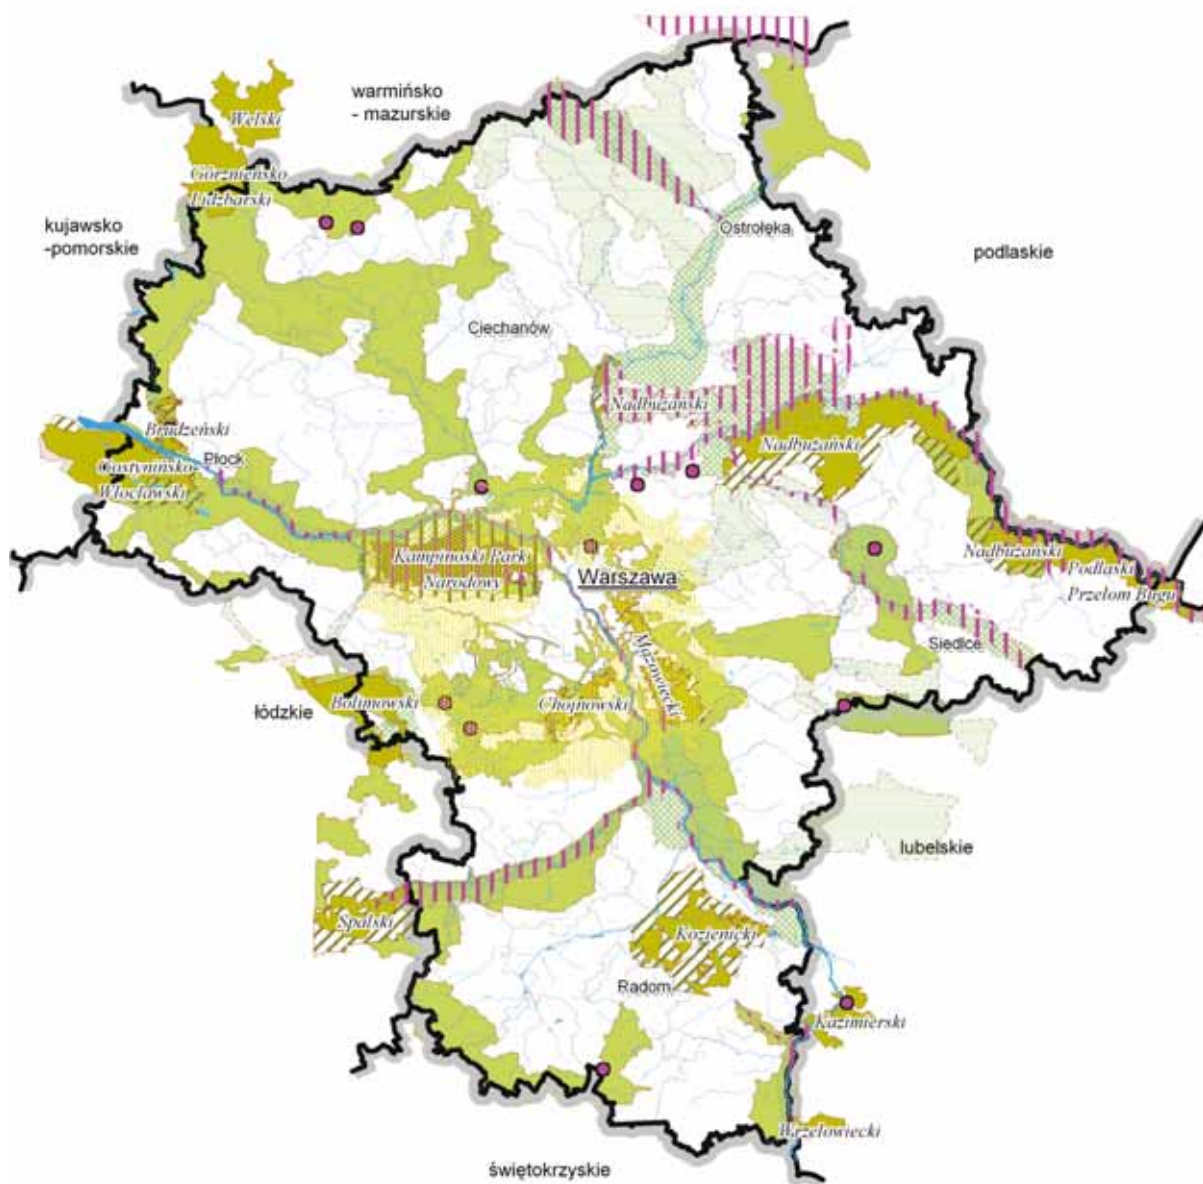 warmińsko
- mazurskie
Welski
Górznieńsko
Lidzbarski
kujawsko
-pomorskie
Ostrołęka
podlaskie
Ciechanów
Nadbużański
Brudzeński
Nadbużański
Płock
Gostynińsko
Włocławski
Kampinoski Park
Narodowy
Nadbużański
Warszawa
Podlaski
Przełom Bugu
Siedlce
Mazowiecki
Bolimowski
Chojnowski
łódzkie
lubelskie
Spalski
Kozienicki
Radom
Kazimierski
Wrzelowiecki
świętokrzyskie